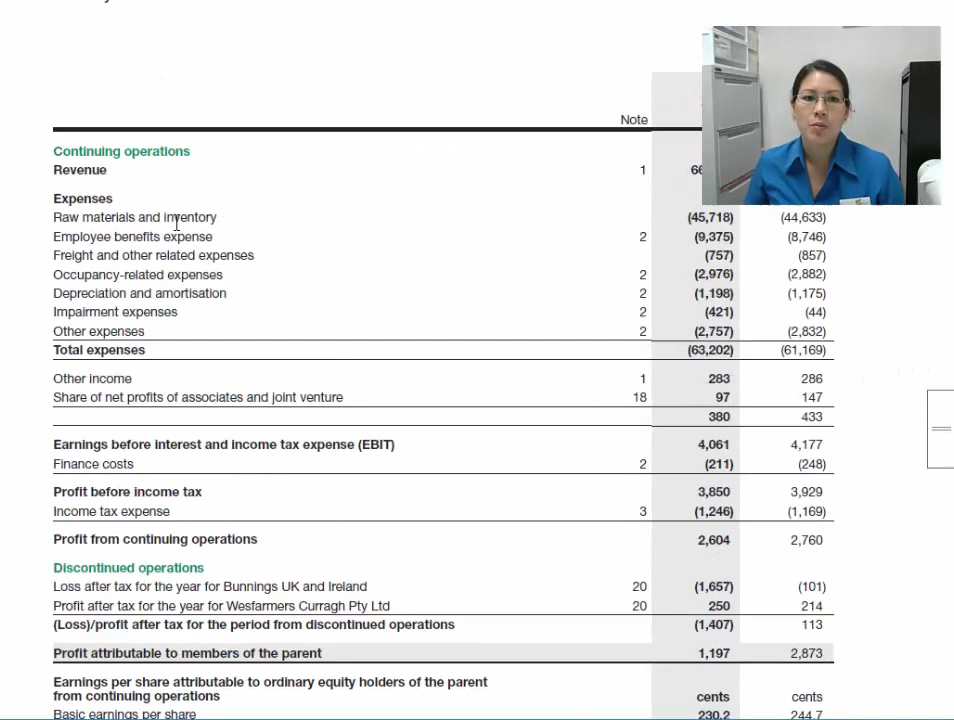 Note
Continuing operations
Revenue 1
Expenses
Raw materials and inventory (45,718) (44,633)
Employee benefits expense 2 (9,375) (8,746)
Freight and other related expenses (757) (857)
Occupancy-related expenses 2 (2,976) (2,882)
Depreciation and amortisation 2 (1,198) (1,175)
Impairment expenses 2 (421) (44)
Other expenses 2 (2,757) (2,832)
Total expenses (63,202) (61,169)
Other income 1 283 286
Share of net profits of associates and joint venture 18 97 147
380 433
Earnings before interest and income tax expense (EBIT) 4,061 4,177
Finance costs 2 (211) (248)
Profit before income tax 3,850 3,929
Income tax expense 3 (1,246) (1,169)
Profit from continuing operations 2,604 2,760
Discontinued operations
Loss after tax for the year for Bunnings UK and Ireland 20 (1,657) (101)
Profit after tax for the year for Wesfarmers Curragh Pty Ltd 20 250 214
(Loss)/profit after tax for the period from discontinued operations (1,407) 113
Profit attributable to members of the parent 1,197 2,873
Earnings per share attributable to ordinary equity holders of the parent
from continuing operations cents cents
Basic earnings per share 230.2 244.7